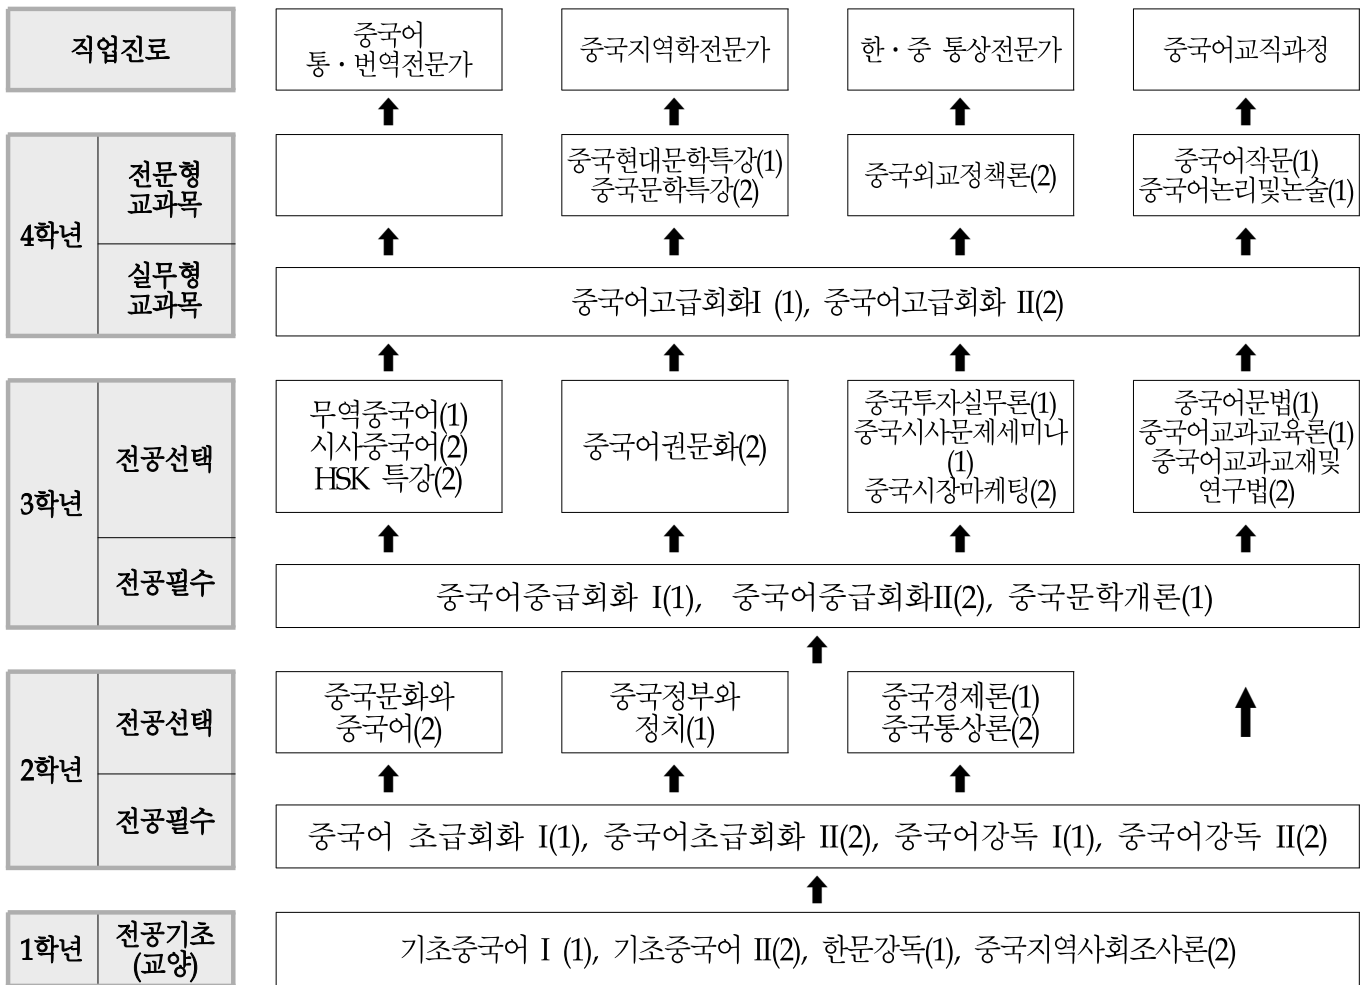 직업진로
중국어
통·번역전문가
중국지역학전문가
한·중 통상전문가
중국어교직과정
4학년
전문형
교과목
중국현대문학특강(1)
중국문학특강(2)
중국외교정책론(2)
중국어작문(1)
중국어논리및논술(1)
실무형
교과목
중국어고급회화I (1), 중국어고급회화 II(2)
3학년
전공선택
무역중국어(1)
시사중국어(2)
HSK 특강(2)
중국어권문화(2)
중국투자실무론(1)
중국시사문제세미나
(1)
중국시장마케팅(2)
중국어문법(1)
중국어교과교육론(1)
중국어교과교재및
연구법(2)
전공필수
중국어중급회화 I(1), 중국어중급회화II(2), 중국문학개론(1)
2학년
전공선택
중국문화와
중국어(2)
중국정부와
정치(1)
중국경제론(1)
중국통상론(2)
전공필수
중국어 초급회화 I(1), 중국어초급회화 II(2), 중국어강독 I(1), 중국어강독 II(2)
1학년
전공기초
(교양)
기초중국어 I (1), 기초중국어 II(2), 한문강독(1), 중국지역사회조사론(2)